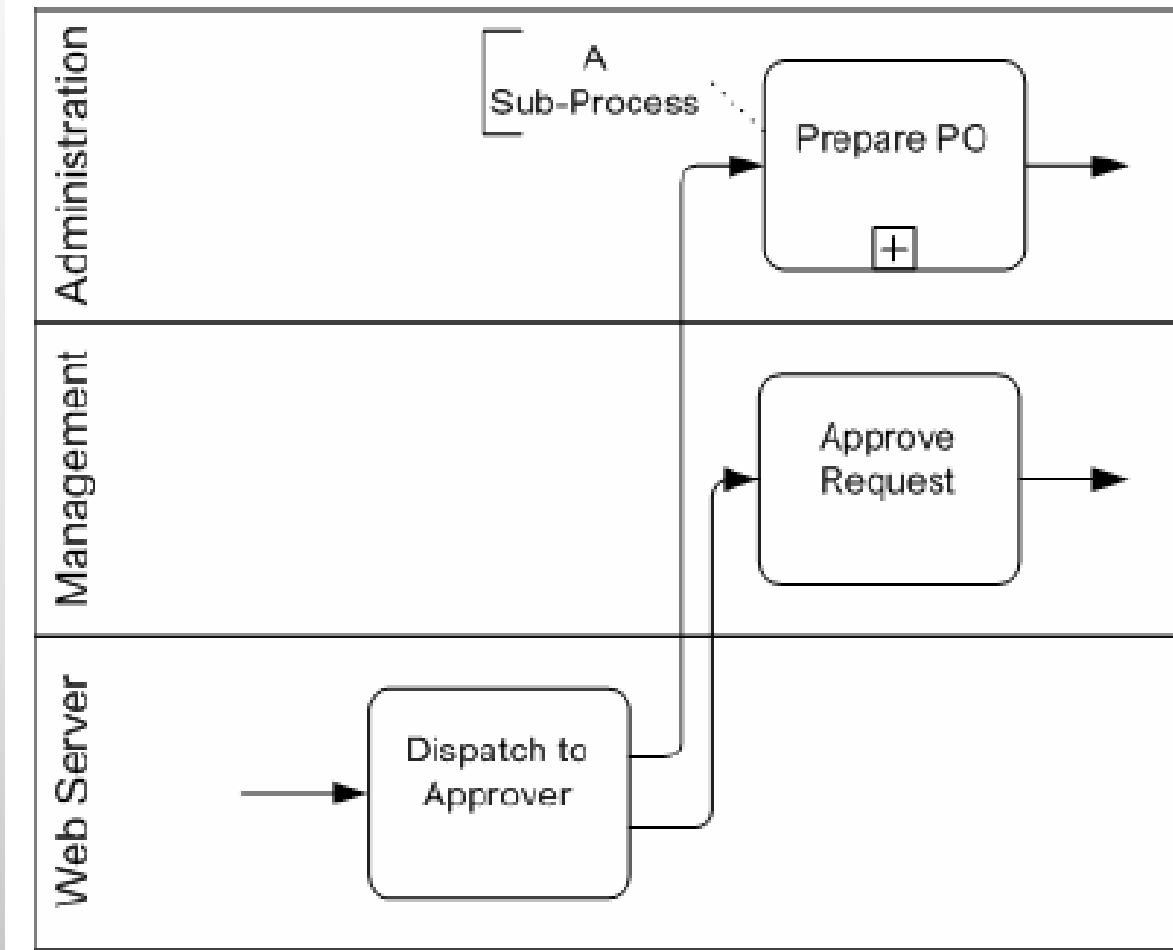 Administration
A
Sub-Process
Prepare PO
Management
Approve
Request
Web Server
Dispatch to
Approver